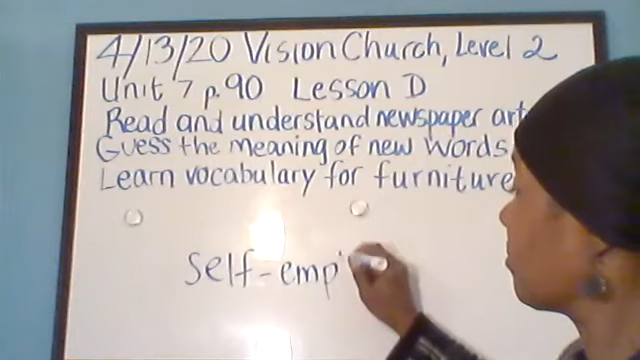 4/13/20 Vision Church, Level 2
Unit 7 p.90 Lesson D
Read and understand newspaper art
Guess the meaning of new words
Learn vocabulary for furniture
self-emp